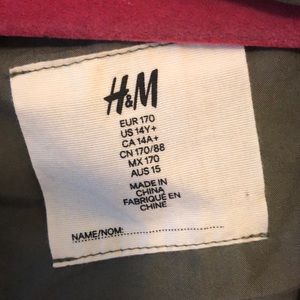 H&M
EUR 170
US 14Y+
CA 14A+
CN 170/88
MX 170
AUS 15
MADE IN
CHINA
FABRIQUÉ EN
CHINE
NAME/NOM: